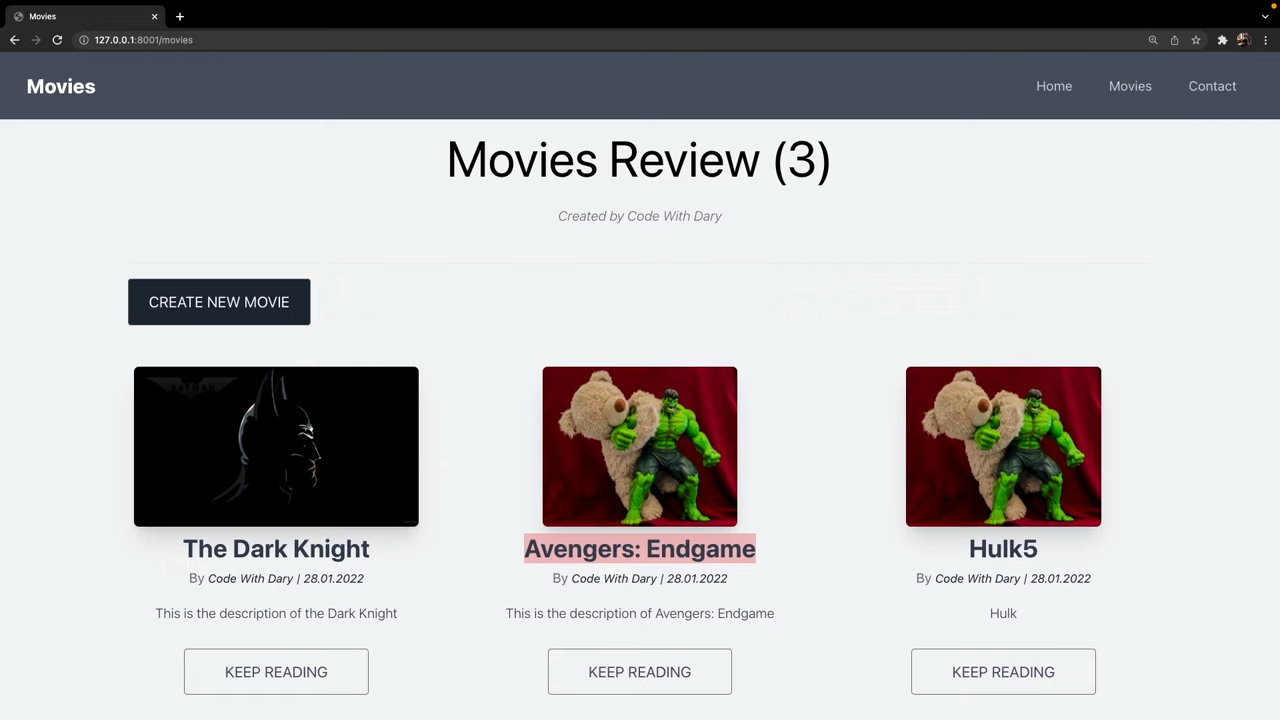 Movies
127.0.0.1:8001/movies
Movies
Home Movies Contact
Movies Review (3)
Created by Code With Dary
CREATE NEW MOVIE
BATMAN
The Dark Knight
By Code With Dary | 28.01.2022
This is the description of the Dark Knight
KEEP READING
Avengers: Endgame
By Code With Dary | 28.01.2022
This is the description of Avengers: Endgame
KEEP READING
Hulk5
By Code With Dary | 28.01.2022
Hulk
KEEP READING